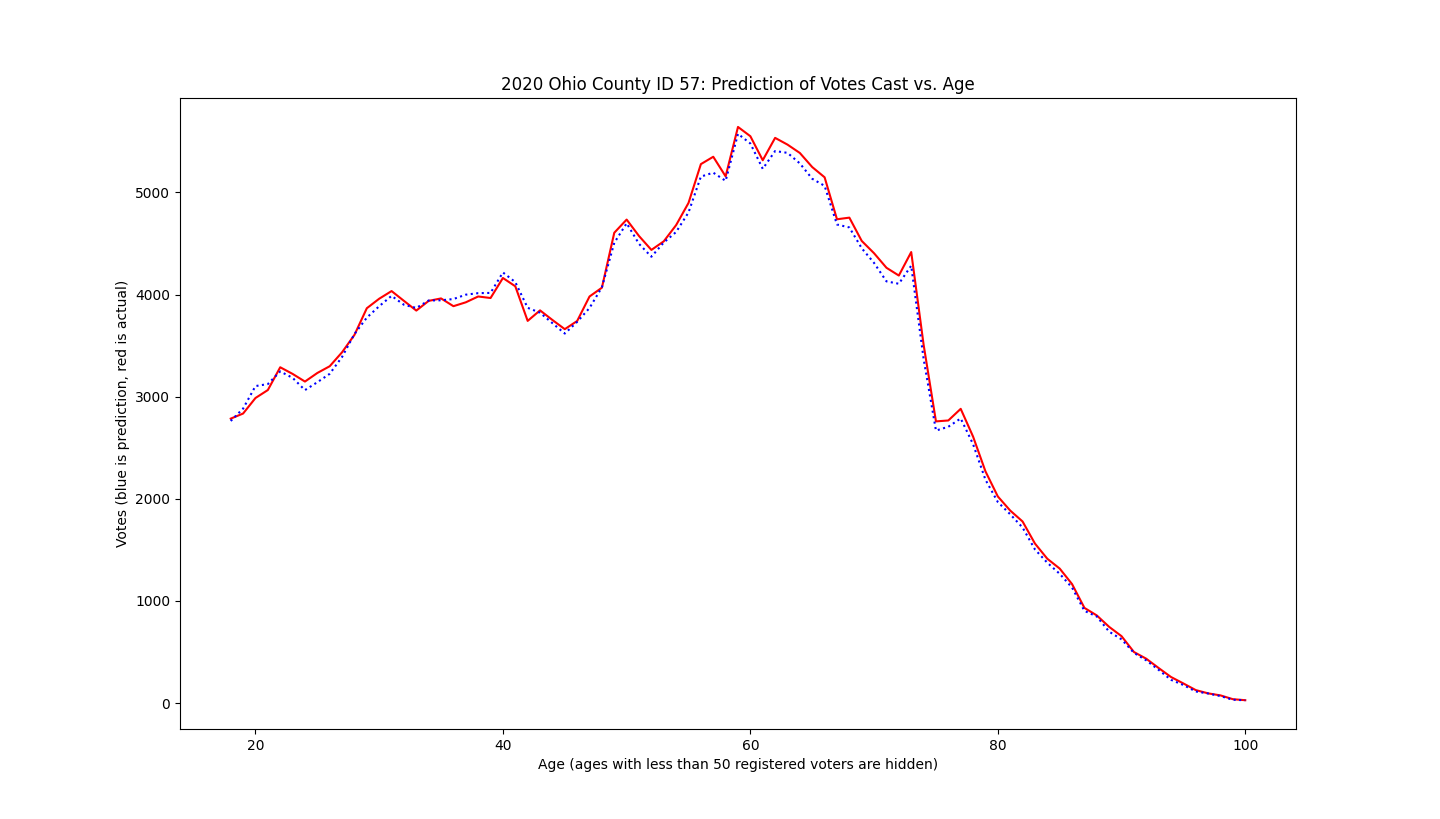 2020 Ohio County ID 57: Prediction of Votes Cast vs. Age
Votes (blue is prediction, red is actual)
5000
4000
3000
2000
1000
0
20 40 60 80 100
Age (ages with less than 50 registered voters are hidden)